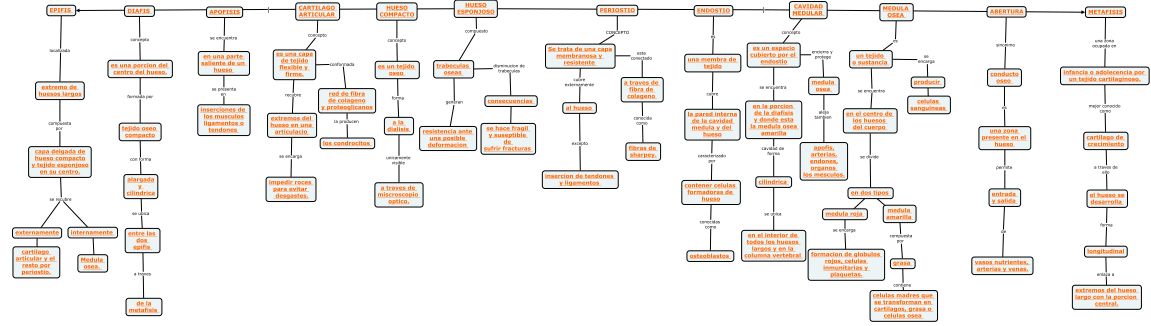 EPIFIS
localizada
extremo de
huesos largos
compuesta
por
capa delgada de
hueso compacto
y tejido esponjoso
en su centro.
se recubre
externamente
internamente
cartilago
articular y el
resto por
periostio.
Medula
osea.
DIAFIS
concepto
es una porcion del
centro del hueso.
formada por
tejido oseo
compacto
con forma
alargada
y
cilindrica
se unica
entre las
dos
epifis
a traves
de la
metafisis
APOFISIS
se encuentra
en una parte
saliente de un
hueso
se presenta
en
inserciones de
los musculos
ligamentos o
tendones
CARTILAGO
ARTICULAR
concepto
es una capa
de tejido
flexible y
firme.
conformada
red de fibra
de colageno
y proteoglicanos
la producen
los condrocitos
recubre
extremos del
hueso en una
articulacio
se encarga
impedir roces
para evitar
desgastes.
HUESO
COMPACTO
concepto
es un tejido
oseo
forma
a la
dialisis
unicamente
visible
a traves de
miscroscopio
optico.
HUESO
ESPONJOSO
compuesto
trabeculas
oseas
disminucion de
trabeculas
consecuencias
generan
resistencia ante
una posible
deformacion
se hace fragil
y suseptible
de
sufrir fracturas
PERIOSTIO
CONCEPTO
Se trata de una capa
membranosa y
resistente
cubre
externamente
al hueso
excepto
insercion de tendones
y ligamentos
esta
conectado
a traves de
fibra de
colageno
conocida
como
fibras de
sharpey.
ENDOSTIO
es
una membra de
tejido
cubre
la pared interna
de la cavidad
medula y del
hueso
caracterizado
por
contener celulas
formadoras de
hueso
conocidas
como
osteoblastos
CAVIDAD
MEDULAR
concepto
es un espacio
cubierto por el
endostio
se encuentra
en la porcion
de la diafisis
y donde esta
la medula osea
amarilla
cavidad de
forma
cilindrica
se unica
en el interior de
todos los huesos
largos y en la
columna vertebral
encierra y
protege
medula
osea
aloja
tambien
apofis,
arterias,
endones,
organos
los mesculos.
MEDULA
OSEA
es
un tejido
o sustancia
se
encarga
producir
celulas
sanguineas
se encuentra
en el centro de
los huesos
del cuerpo
se divide
en dos tipos
medula roja
medula
amarilla
se encarga
formacion de globulos
rojos, celulas
inmunitarias y
plaquetas.
compuesta
por
grasa
contiene
celulas madres que
se transforman en
cartilagos, grasa o
celulas osea
ABERTURA
sinonimo
conducto
oseo
es
una zona
presente en el
hueso
permite
entrada
y salida
de
vasos nutrientes,
arterias y venas.
METAFISIS
una zona
ocupada en
infancia o adolecencia por
un tejido cartilaginoso.
major conocido
como
cartilago de
crecimiento
a traves de
ello
el hueso se
desarrolla
forma
longitudinal
enlaza a
extremos del hueso
largo con la porcion
central.